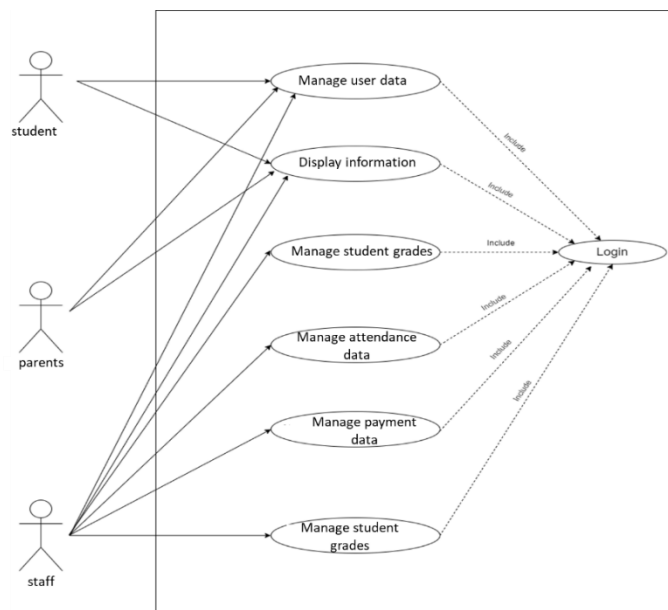 Manage user data
student
Include
Display information
Include
Manage student grades
Include
Login
Manage attendance
data
Include
parents
Manage payment
data
Include
Manage student
grades
Include
staff